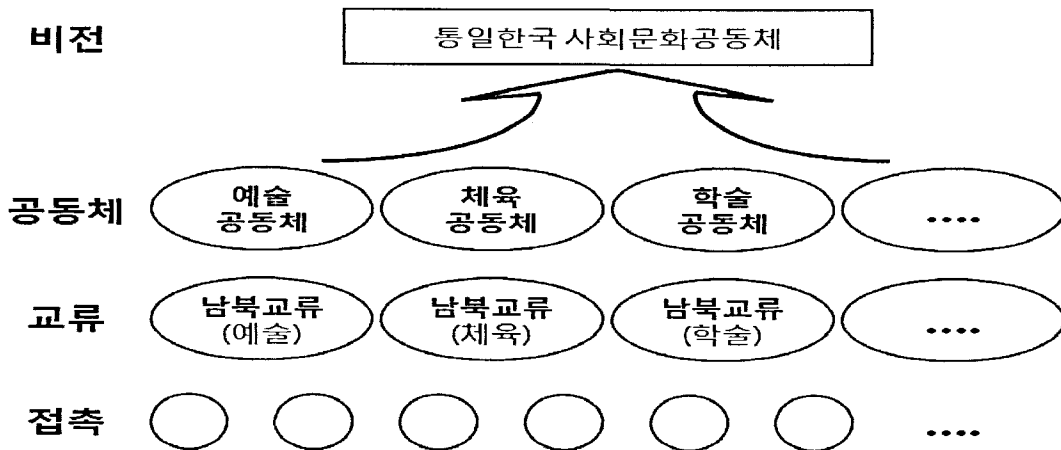 비전
통일한국 사회문화공동체
공동체
예술
공동체
체육
공동체
학술
공동체
....
교류
남북교류
(예술)
남북교류
(체육)
남북교류
(학술)
....
접촉
....